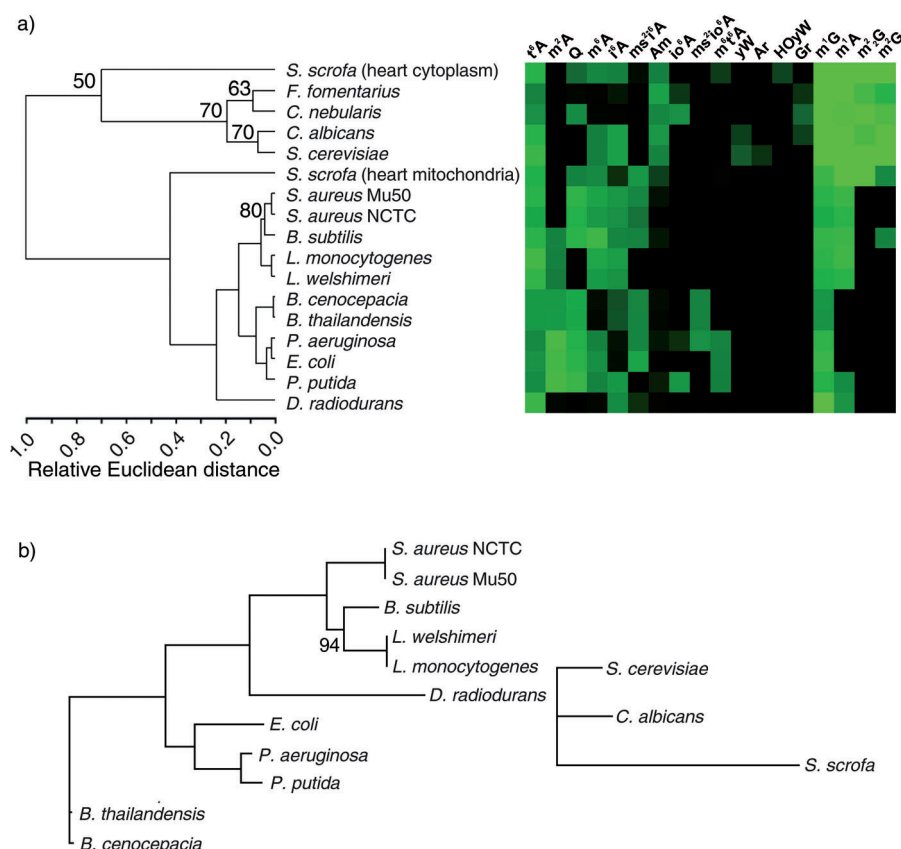 a)
t⁶A m²A Q m⁶A i⁶A ms²i⁶A Am io⁶A ms²io⁶A m⁶t⁶A yW Ar HOyW Gr m¹G m¹A m²₂G m²G
50
S. scrofa (heart cytoplasm)
63
F. fomentarius
70
C. nebularis
70
C. albicans
S. cerevisiae
S. scrofa (heart mitochondria)
S. aureus Mu50
80
S. aureus NCTC
B. subtilis
L. monocytogenes
L. welshimeri
B. cenocepacia
B. thailandensis
P. aeruginosa
E. coli
P. putida
D. radiodurans
1.0 0.8 0.6 0.4 0.2 0.0
Relative Euclidean distance
b)
S. aureus NCTC
S. aureus Mu50
B. subtilis
94
L. welshimeri
L. monocytogenes
S. cerevisiae
D. radiodurans
C. albicans
E. coli
P. aeruginosa
S. scrofa
P. putida
B. thailandensis
B. cenocepacia